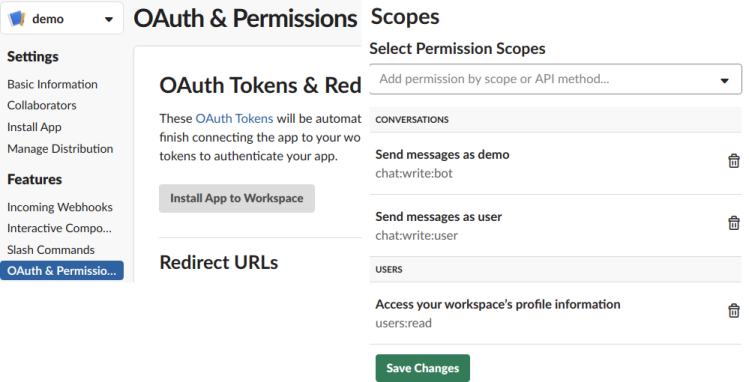 demo
Settings
Basic Information
Collaborators
Install App
Manage Distribution
Features
Incoming Webhooks
Interactive Compo...
Slash Commands
OAuth & Permissio...
OAuth & Permissions
OAuth Tokens & Red
These OAuth Tokens will be automat
finish connecting the app to your wo
tokens to authenticate your app.
Install App to Workspace
Redirect URLs
Scopes
Select Permission Scopes
Add permission by scope or API method...
CONVERSATIONS
Send messages as demo
chat:write:bot
Send messages as user
chat:write:user
USERS
Access your workspace's profile information
users:read
Save Changes